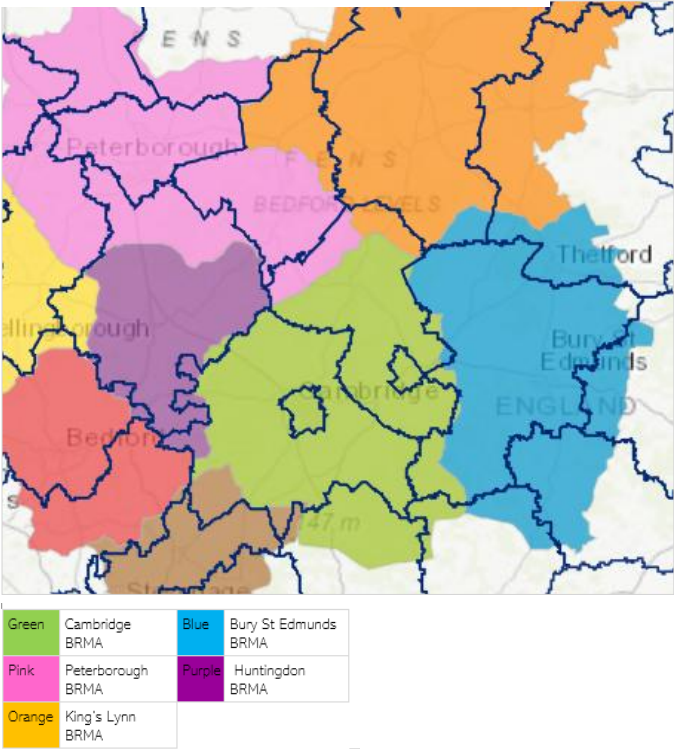 E N S
Peterborough
F E N S
BEDFORD LEVELS
Thetford
ellingborough
Bury St
Edmunds
Cambridge
ENGLAND
Bedford
S
147 m
Stevenage
Green Cambridge BRMA Blue Bury St Edmunds BRMA
Pink Peterborough BRMA Purple Huntingdon BRMA
Orange King's Lynn BRMA